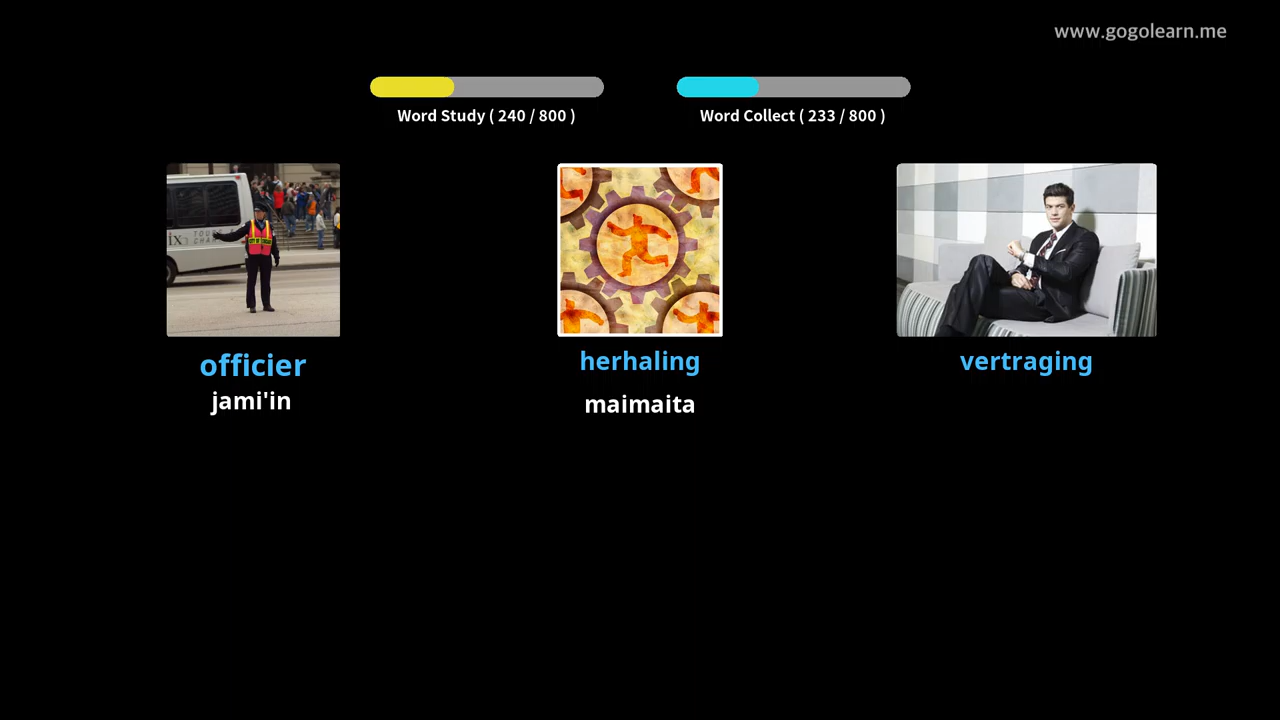 www.gogolearn.me
Word Study ( 240 / 800 )
Word Collect ( 233 / 800 )
officier
herhaling
vertraging
jami'in
maimaita